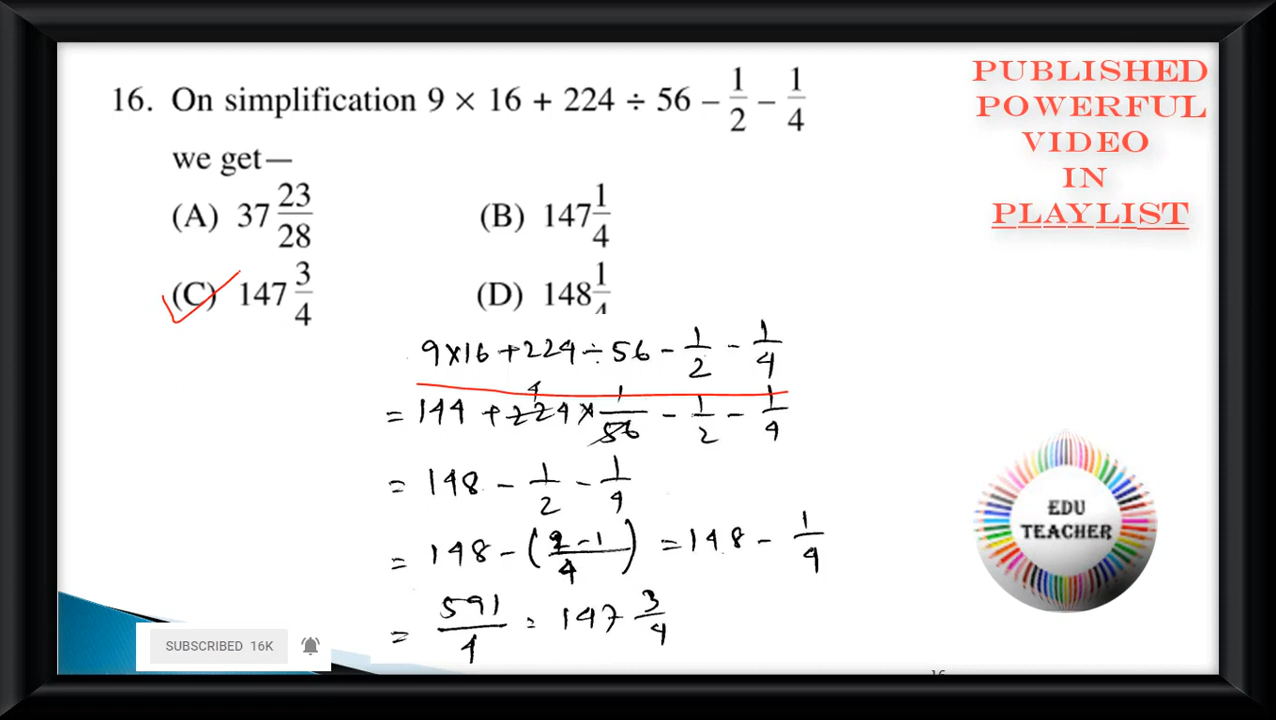 16. On simplification 9 × 16 + 224 ÷ 56 – 1/2 – 1/4
we get—
(A) 37 23/28
(B) 147 1/4
(C) 147 3/4
(D) 148 1/4
9×16+224÷56 - 1/2 - 1/4
= 144 + 224 × 1/56 - 1/2 - 1/4
4
= 148 - 1/2 - 1/4
= 148 - (2-1/4) = 148 - 1/4
= 591/4 = 147 3/4
PUBLISHED
POWERFUL
VIDEO
IN
PLAYLIST
EDU
TEACHER
SUBSCRIBED 16K